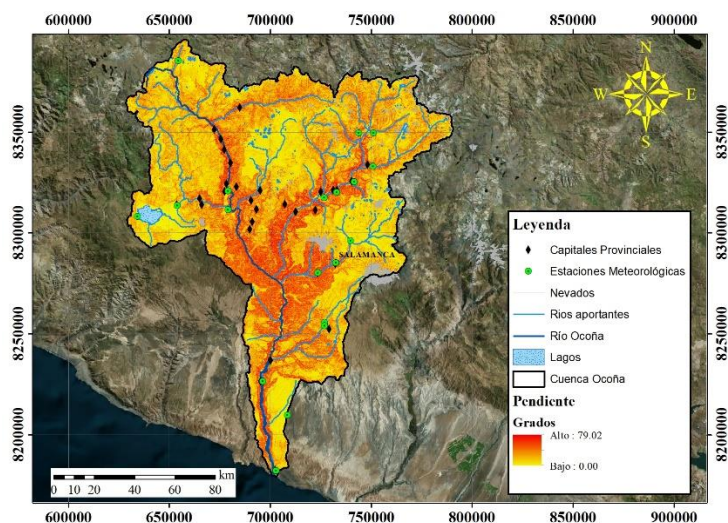 600000 650000 700000 750000 800000 850000 900000
8350000
8300000
8250000
8200000
8350000
8300000
8250000
8200000
N
W E
S
SALAMANCA
Leyenda
Capitales Provinciales
Estaciones Meteorológicas
Nevados
Rios aportantes
Río Ocoña
Lagos
Cuenca Ocoña
Pendiente
Grados
Alto : 79.02
Bajo : 0.00
km
0 10 20 40 60 80
600000 650000 700000 750000 800000 850000 900000